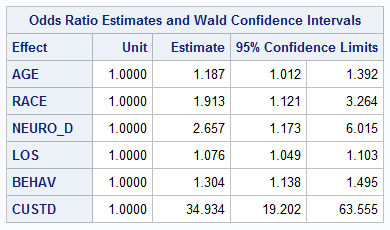 Odds Ratio Estimates and Wald Confidence Intervals
Effect Unit Estimate 95% Confidence Limits
AGE 1.0000 1.187 1.012 1.392
RACE 1.0000 1.913 1.121 3.264
NEURO_D 1.0000 2.657 1.173 6.015
LOS 1.0000 1.076 1.049 1.103
BEHAV 1.0000 1.304 1.138 1.495
CUSTD 1.0000 34.934 19.202 63.555